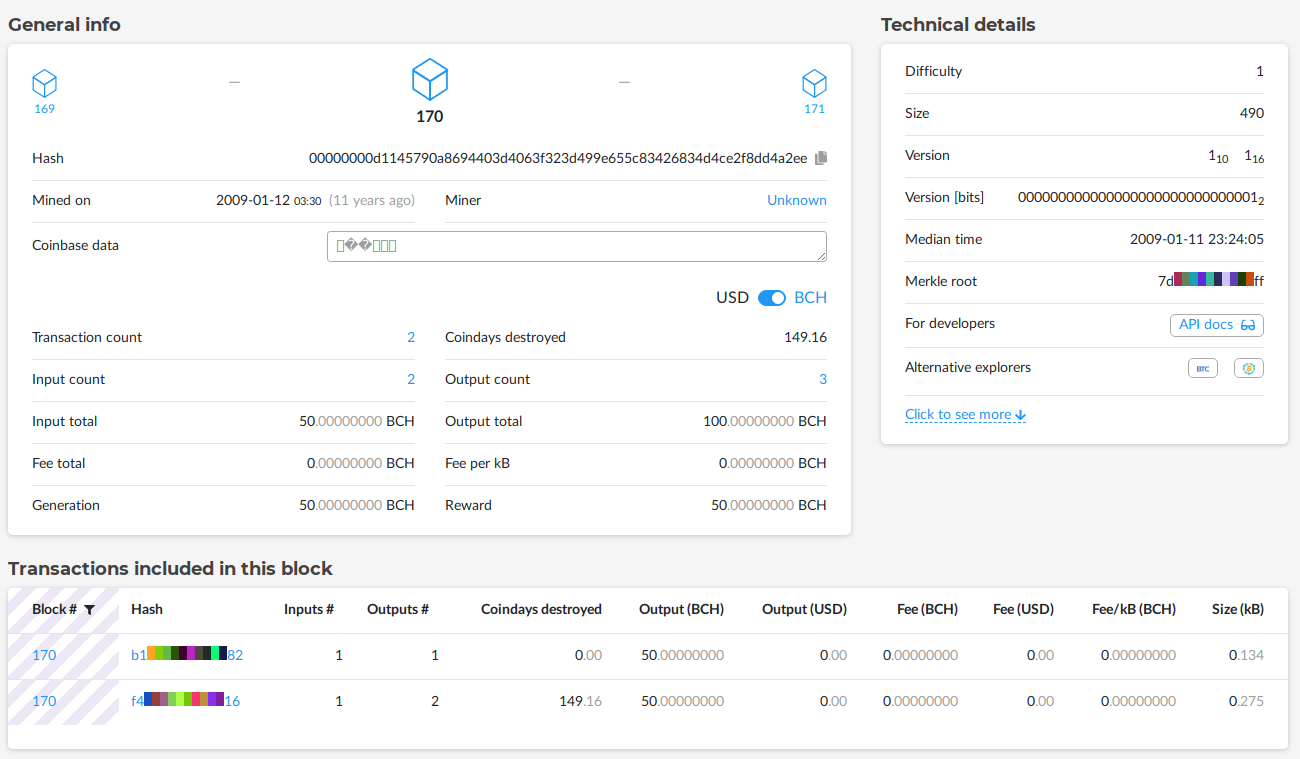 General info
169
—
170
—
171
Hash 00000000d1145790a8694403d4063f323d499e655c83426834d4ce2f8dd4a2ee
Mined on 2009-01-12 03:30 (11 years ago) Miner Unknown
Coinbase data
USD BCH
Transaction count 2 Coindays destroyed 149.16
Input count 2 Output count 3
Input total 50.00000000 BCH Output total 100.00000000 BCH
Fee total 0.00000000 BCH Fee per kB 0.00000000 BCH
Generation 50.00000000 BCH Reward 50.00000000 BCH
Technical details
Difficulty 1
Size 490
Version 1₁₀ 1₁₆
Version [bits] 00000000000000000000000000000001₂
Median time 2009-01-11 23:24:05
Merkle root 7d ff
For developers API docs
Alternative explorers BTC
Click to see more
Transactions included in this block
Block # Hash Inputs # Outputs # Coindays destroyed Output (BCH) Output (USD) Fee (BCH) Fee (USD) Fee/kB (BCH) Size (kB)
170 b1 82 1 1 0.00 50.00000000 0.00 0.00000000 0.00 0.00000000 0.134
170 f4 16 1 2 149.16 50.00000000 0.00 0.00000000 0.00 0.00000000 0.275